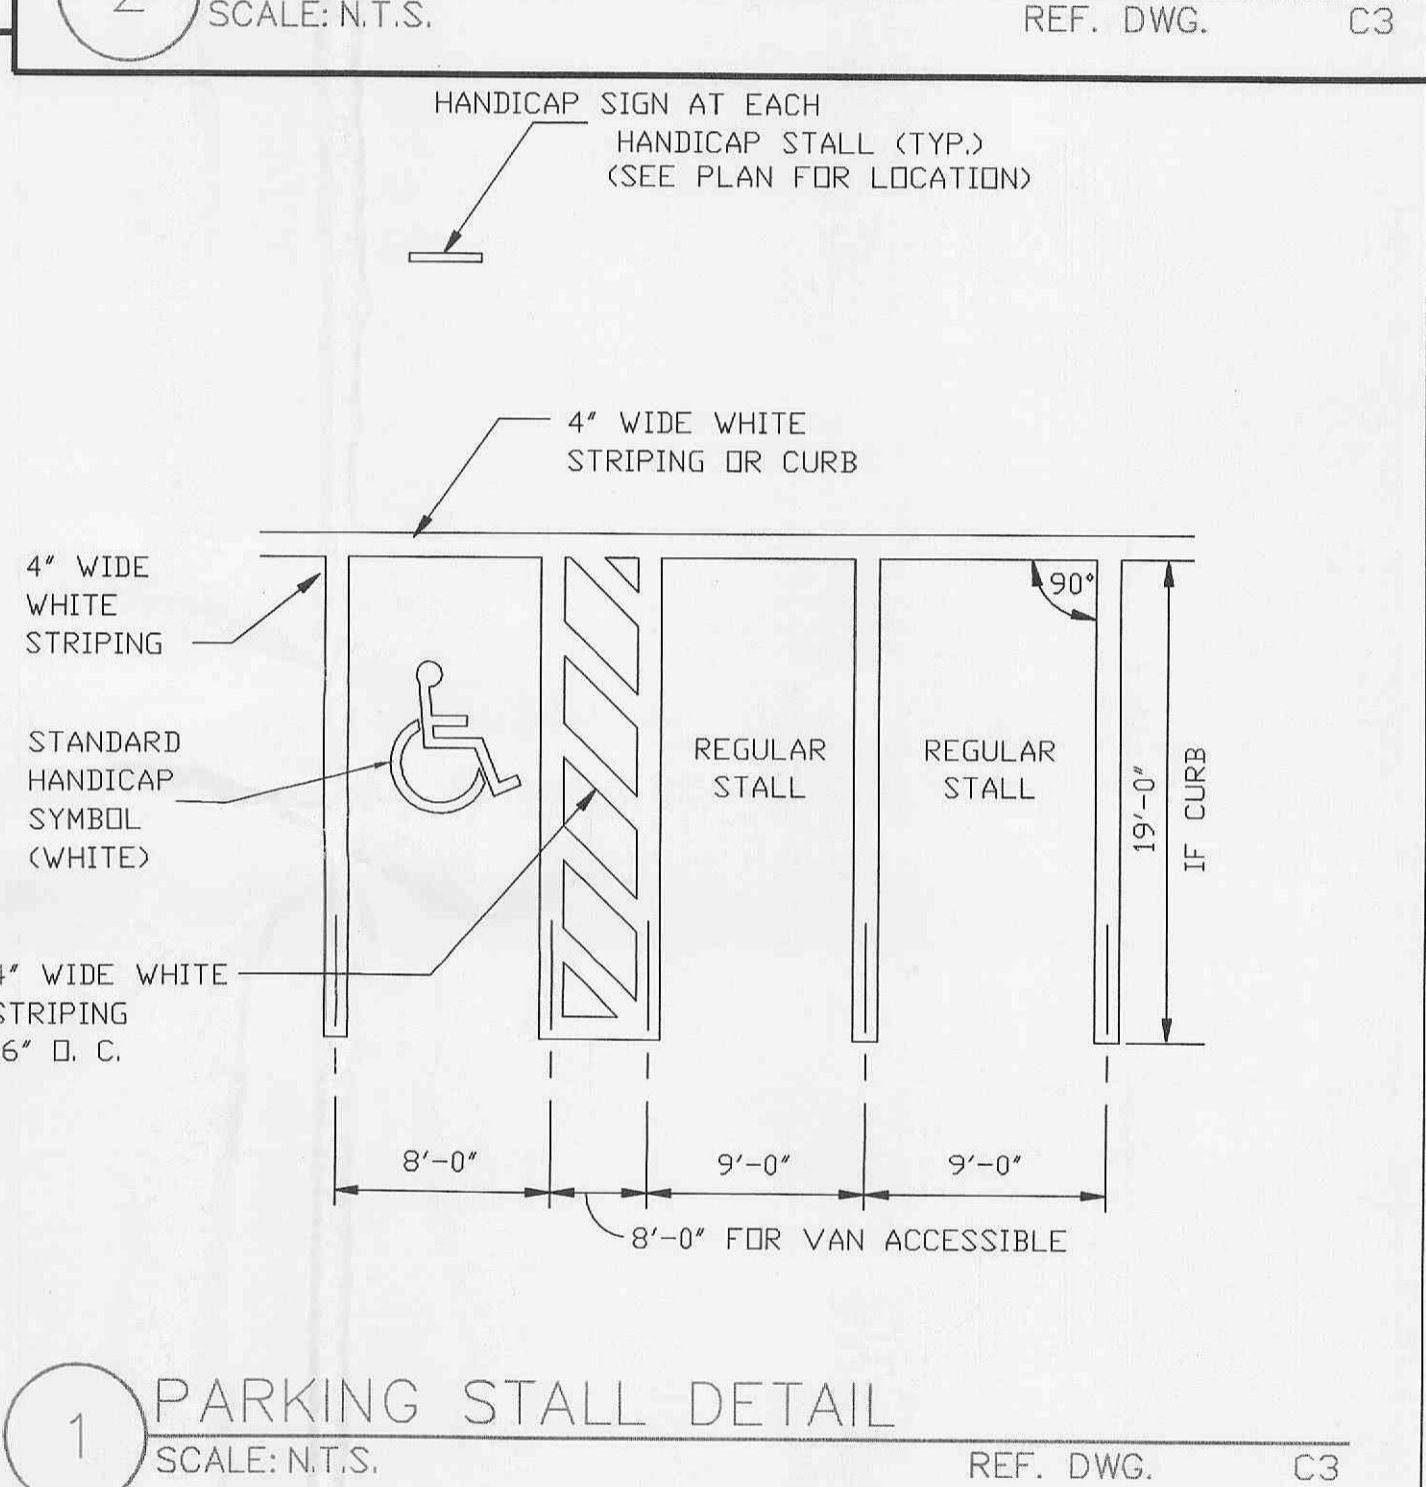 2
SCALE: N.T.S.
REF. DWG. C3
HANDICAP SIGN AT EACH
HANDICAP STALL (TYP.)
(SEE PLAN FOR LOCATION)
4" WIDE WHITE
STRIPING OR CURB
4" WIDE
WHITE
STRIPING
90°
STANDARD
HANDICAP
SYMBOL
(WHITE)
REGULAR
STALL
REGULAR
STALL
19'-0"
IF CURB
4" WIDE WHITE
STRIPING
6" O. C.
8'-0"
9'-0"
9'-0"
8'-0" FOR VAN ACCESSIBLE
1
PARKING STALL DETAIL
SCALE: N.T.S.
REF. DWG. C3